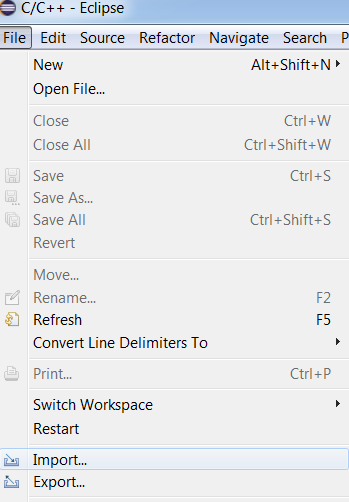 C/C++ - Eclipse
File Edit Source Refactor Navigate Search P
New Alt+Shift+N
Open File...
Close Ctrl+W
Close All Ctrl+Shift+W
Save Ctrl+S
Save As...
Save All Ctrl+Shift+S
Revert
Move...
Rename... F2
Refresh F5
Convert Line Delimiters To
Print... Ctrl+P
Switch Workspace
Restart
Import...
Export...